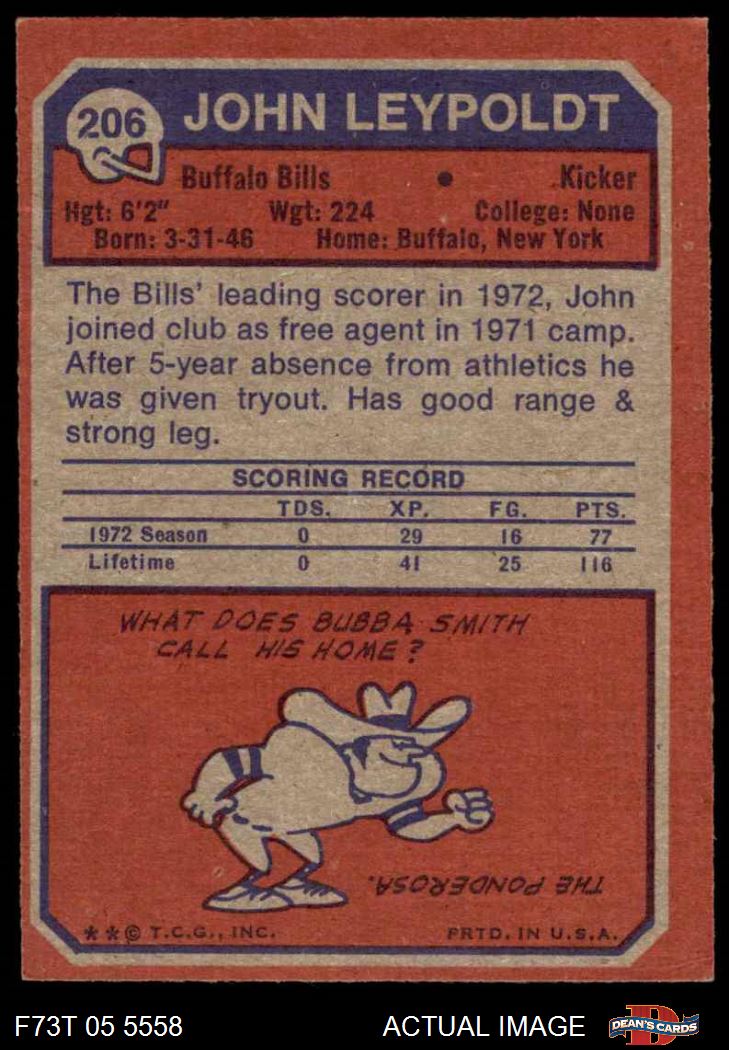 206
JOHN LEYPOLDT
Buffalo Bills • Kicker
Hgt: 6'2" Wgt: 224 College: None
Born: 3-31-46 Home: Buffalo, New York
The Bills' leading scorer in 1972, John
joined club as free agent in 1971 camp.
After 5-year absence from athletics he
was given tryout. Has good range &
strong leg.
SCORING RECORD
TDS. XP. FG. PTS.
1972 Season 0 29 16 77
Lifetime 0 41 25 116
WHAT DOES BUBBA SMITH
CALL HIS HOME?
THE PONDEROSA.
**© T.C.G., INC. PRTD. IN U.S.A.
F73T 05 5558 ACTUAL IMAGE DEAN'S CARDS